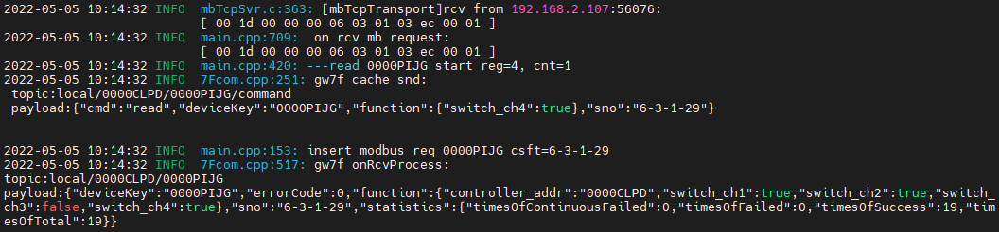 2022-05-05 10:14:32 INFO  mbTcpSvr.c:363: [mbTcpTransport]rcv from 192.168.2.107:56076:
[ 00 1d 00 00 00 06 03 01 03 ec 00 01 ]
2022-05-05 10:14:32 INFO  main.cpp:709:  on rcv mb request:
[ 00 1d 00 00 00 06 03 01 03 ec 00 01 ]
2022-05-05 10:14:32 INFO  main.cpp:420: ---read 0000PIJG start reg=4, cnt=1
2022-05-05 10:14:32 INFO  7Fcom.cpp:251: gw7f cache snd:
topic:local/0000CLPD/0000PIJG/command
payload:{"cmd":"read","deviceKey":"0000PIJG","function":{"switch_ch4":true},"sno":"6-3-1-29"}
2022-05-05 10:14:32 INFO  main.cpp:153: insert modbus req 0000PIJG csft=6-3-1-29
2022-05-05 10:14:32 INFO  7Fcom.cpp:517: gw7f onRcvProcess:
topic:local/0000CLPD/0000PIJG
payload:{"deviceKey":"0000PIJG","errorCode":0,"function":{"controller_addr":"0000CLPD","switch_ch1":true,"switch_ch2":true,"switch_
ch3":false,"switch_ch4":true},"sno":"6-3-1-29","statistics":{"timesOfContinuousFailed":0,"timesOfFailed":0,"timesOfSuccess":19,"tim
esOfTotal":19}}